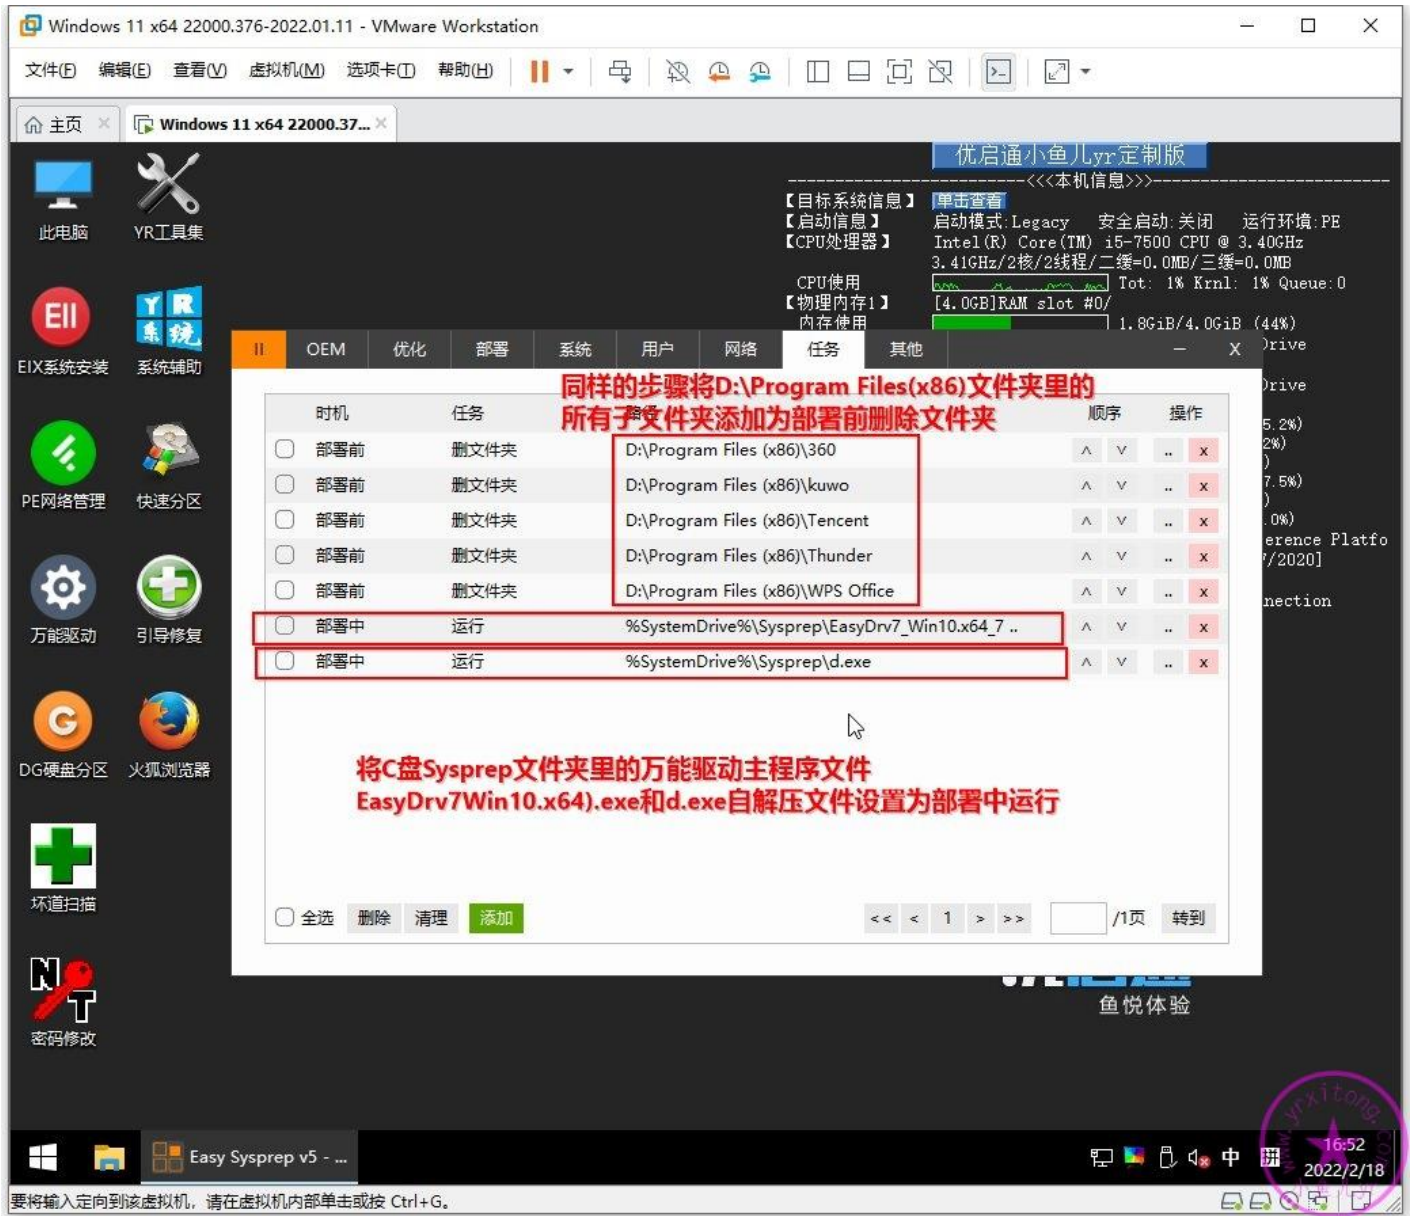 Windows 11 x64 22000.376-2022.01.11 - VMware Workstation
文件(F) 编辑(E) 查看(V) 虚拟机(M) 选项卡(T) 帮助(H)
主页 Windows 11 x64 22000.37...
优启通小鱼儿yr定制版
<<<本机信息>>>
【目标系统信息】 单击查看
【启动信息】 启动模式:Legacy 安全启动:关闭 运行环境:PE
【CPU处理器】 Intel(R) Core(TM) i5-7500 CPU @ 3.40GHz
3.41GHz/2核/2线程/二缓=0.0MB/三缓=0.0MB
CPU使用 Tot: 1% Krnl: 1% Queue:0
【物理内存1】 [4.0GB]RAM slot #0/
内存使用 1.8GiB/4.0GiB (44%)
此电脑 YR工具集
EIX系统安装 系统辅助
PE网络管理 快速分区
万能驱动 引导修复
DG硬盘分区 火狐浏览器
坏道扫描
密码修改
OEM 优化 部署 系统 用户 网络 任务 其他 — X
同样的步骤将D:\Program Files(x86)文件夹里的
所有子文件夹添加为部署前删除文件夹
时机 任务 路径 顺序 操作
部署前 删文件夹 D:\Program Files (x86)\360 ʌ v .. x
部署前 删文件夹 D:\Program Files (x86)\kuwo ʌ v .. x
部署前 删文件夹 D:\Program Files (x86)\Tencent ʌ v .. x
部署前 删文件夹 D:\Program Files (x86)\Thunder ʌ v .. x
部署前 删文件夹 D:\Program Files (x86)\WPS Office ʌ v .. x
部署中 运行 %SystemDrive%\Sysprep\EasyDrv7_Win10.x64_7 .. ʌ v .. x
部署中 运行 %SystemDrive%\Sysprep\d.exe ʌ v .. x
将C盘Sysprep文件夹里的万能驱动主程序文件
EasyDrv7Win10.x64).exe和d.exe自解压文件设置为部署中运行
全选 删除 清理 添加 << < 1 > >> /1页 转到
鱼悦体验
Easy Sysprep v5 - ...
中 拼 16:52
2022/2/18
www.yrxitong.com
小鱼儿yr
要将输入定向到该虚拟机，请在虚拟机内部单击或按 Ctrl+G。